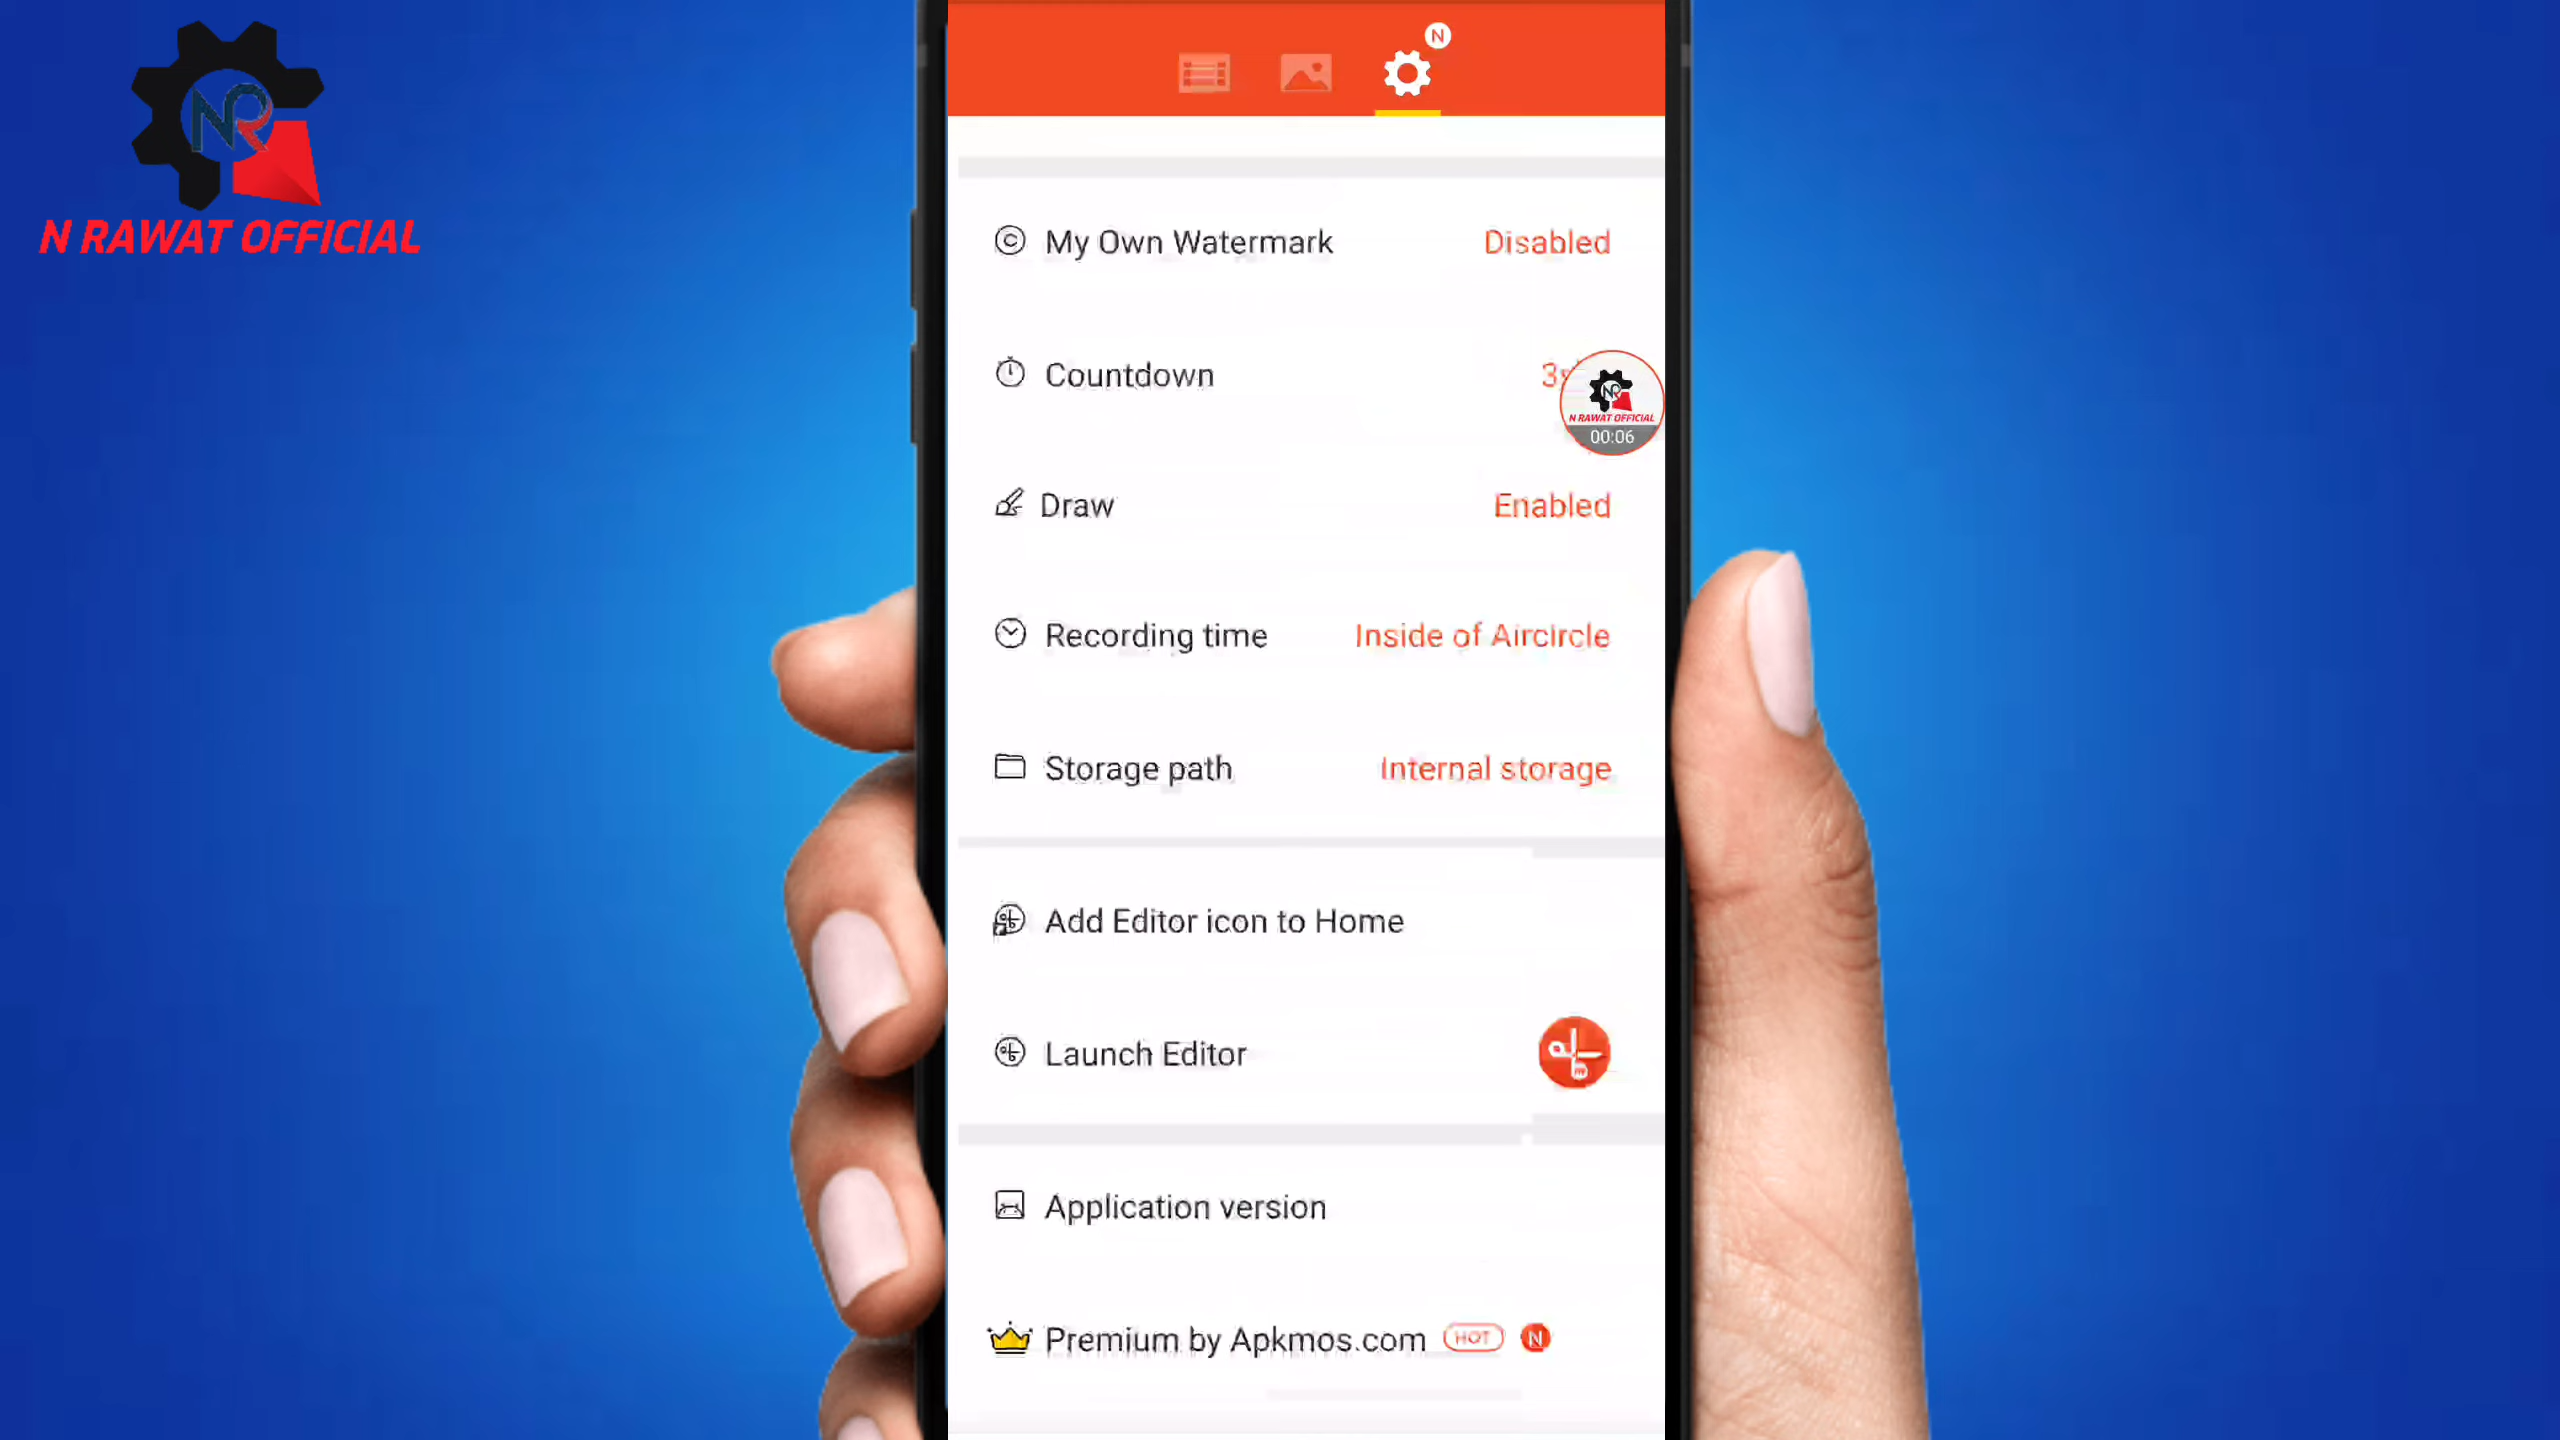 NR
N RAWAT OFFICIAL
N
My Own Watermark Disabled
Countdown
N RAWAT OFFICIAL
00:06
Draw Enabled
Recording time Inside of Aircircle
Storage path Internal storage
Add Editor icon to Home
Launch Editor
Application version
Premium by Apkmos.com HOT N